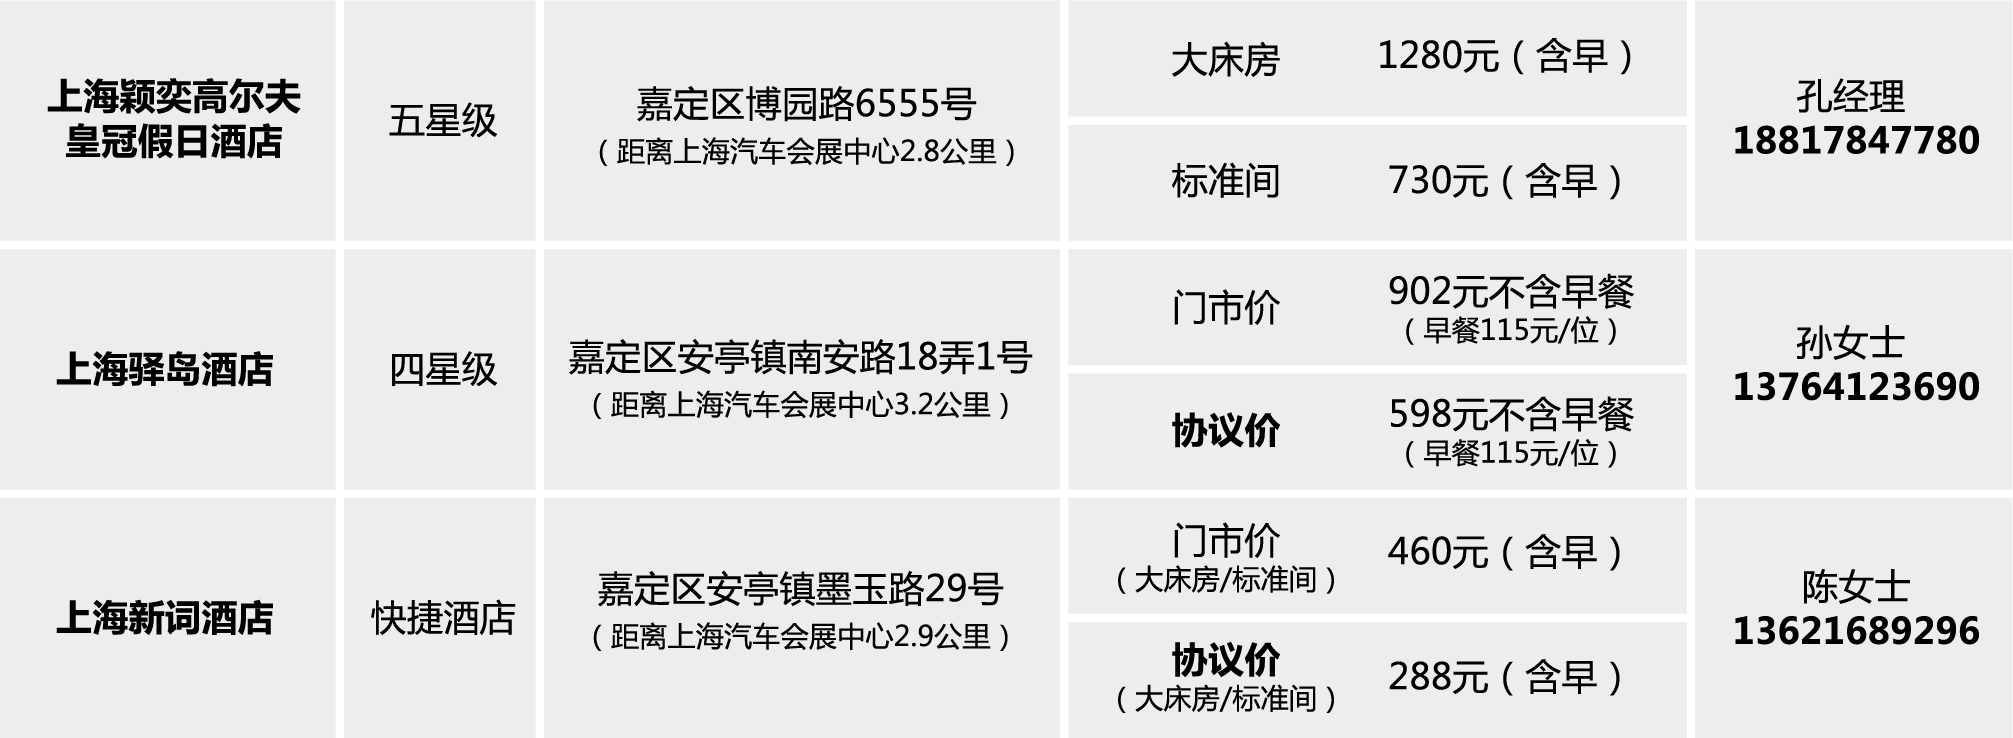 上海颖奕高尔夫
皇冠假日酒店
五星级
嘉定区博园路6555号
（距离上海汽车会展中心2.8公里）
大床房
1280元（含早）
标准间
730元（含早）
孔经理
18817847780
上海驿岛酒店
四星级
嘉定区安亭镇南安路18弄1号
（距离上海汽车会展中心3.2公里）
门市价
902元不含早餐
（早餐115元/位）
协议价
598元不含早餐
（早餐115元/位）
孙女士
13764123690
上海新词酒店
快捷酒店
嘉定区安亭镇墨玉路29号
（距离上海汽车会展中心2.9公里）
门市价
（大床房/标准间）
460元（含早）
协议价
（大床房/标准间）
288元（含早）
陈女士
13621689296